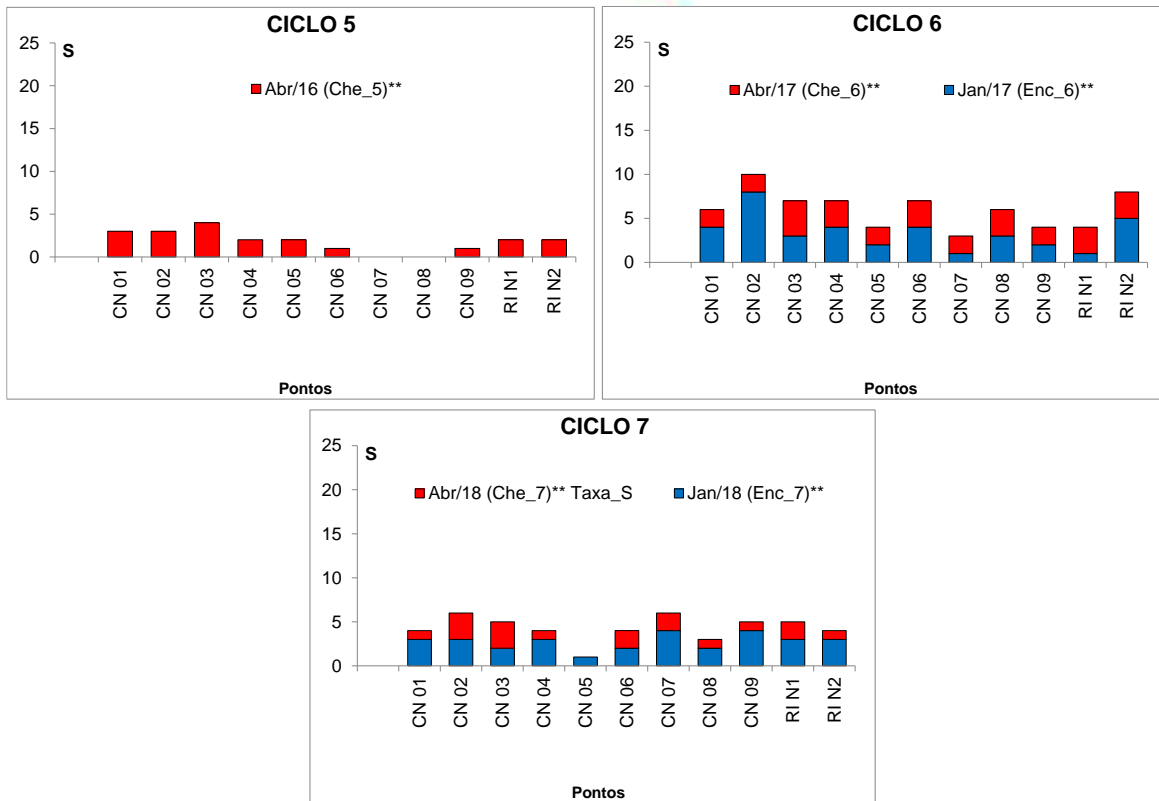 CICLO 5
S
25
20
15
10
5
0
Abr/16 (Che_5)**
CN 01
CN 02
CN 03
CN 04
CN 05
CN 06
CN 07
CN 08
CN 09
RI N1
RI N2
Pontos
CICLO 6
S
25
20
15
10
5
0
Abr/17 (Che_6)** Jan/17 (Enc_6)**
CN 01
CN 02
CN 03
CN 04
CN 05
CN 06
CN 07
CN 08
CN 09
RI N1
RI N2
Pontos
CICLO 7
S
25
20
15
10
5
0
Abr/18 (Che_7)** Taxa_S Jan/18 (Enc_7)**
CN 01
CN 02
CN 03
CN 04
CN 05
CN 06
CN 07
CN 08
CN 09
RI N1
RI N2
Pontos